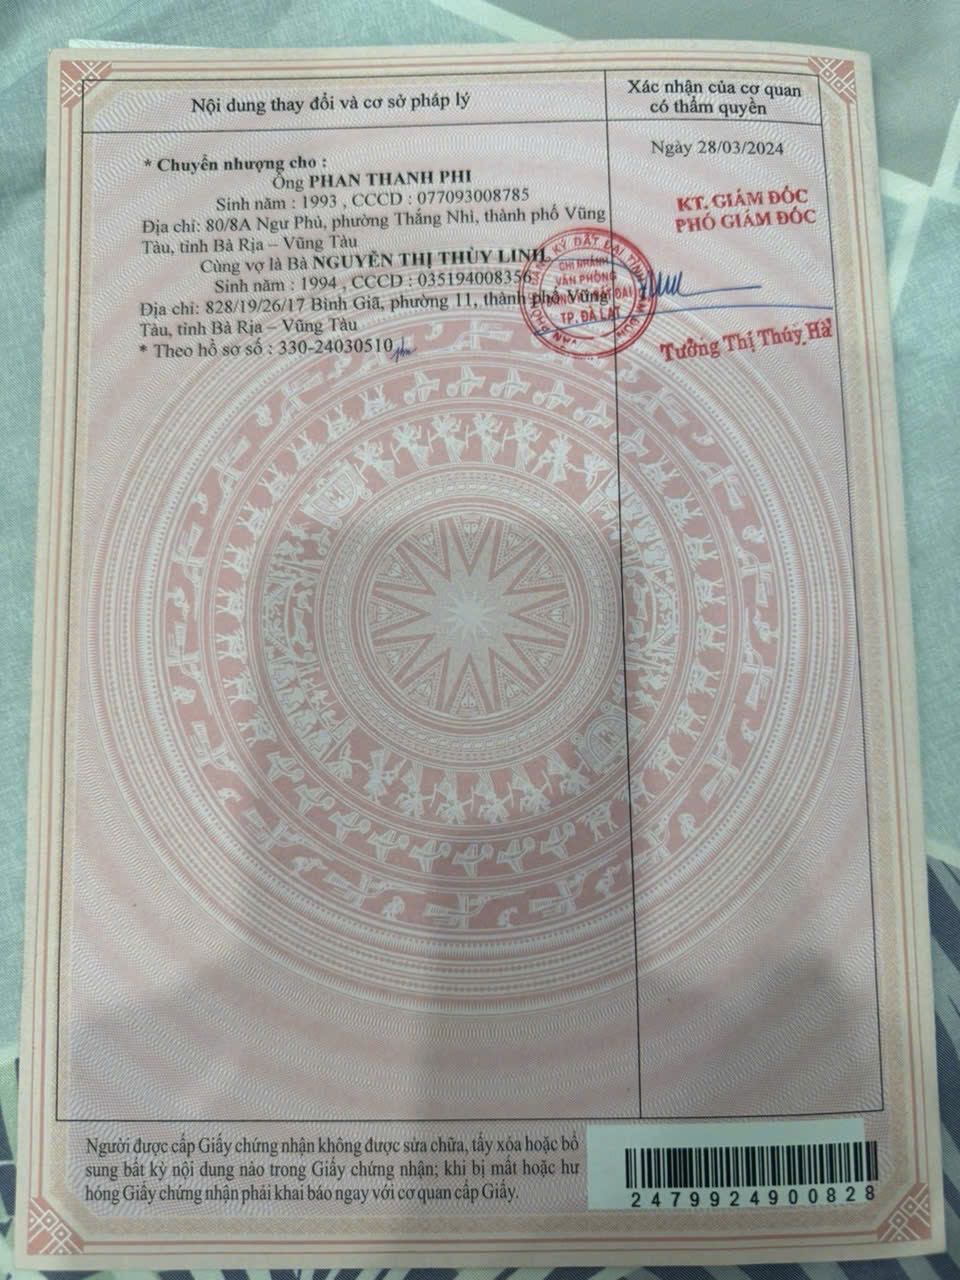 Nội dung thay đổi và cơ sở pháp lý
Xác nhận của cơ quan
có thẩm quyền
* Chuyển nhượng cho :
Ông PHAN THANH PHI
Sinh năm : 1993 , CCCD : 077093008785
Địa chỉ: 80/8A Ngư Phủ, phường Thắng Nhì, thành phố Vũng
Tàu, tỉnh Bà Rịa – Vũng Tàu
Cùng vợ là Bà NGUYỄN THỊ THÙY LINH
Sinh năm : 1994 , CCCD : 035194008356
Địa chỉ: 828/19/26/17 Bình Giã, phường 11, thành phố Vũng
Tàu, tỉnh Bà Rịa – Vũng Tàu
* Theo hồ sơ số : 330-24030510
Ngày 28/03/2024
KT. GIÁM ĐỐC
PHÓ GIÁM ĐỐC
CHI NHÁNH
VĂN PHÒNG
TP. ĐÀ LẠT
Tưởng Thị Thúy Hà
Người được cấp Giấy chứng nhận không được sửa chữa, tẩy xóa hoặc bổ
sung bất kỳ nội dung nào trong Giấy chứng nhận; khi bị mất hoặc hư
hỏng Giấy chứng nhận phải khai báo ngay với cơ quan cấp Giấy.
2479924900828